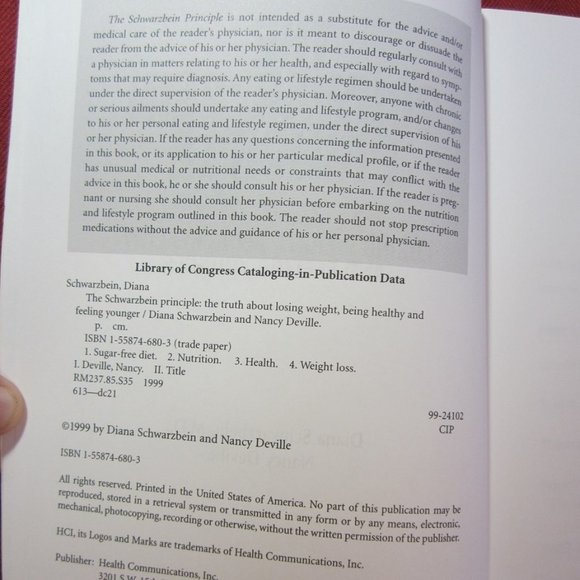 The Schwarzbein Principle is not intended as a substitute for the advice and/or
medical care of the reader's physician, nor is it meant to discourage or dissuade the
reader from the advice of his or her physician. The reader should regularly consult with
a physician in matters relating to his or her health, and especially with regard to symp-
toms that may require diagnosis. Any eating or lifestyle regimen should be undertaken
under the direct supervision of the reader's physician. Moreover, anyone with chronic
or serious ailments should undertake any eating and lifestyle program, and/or changes
to his or her personal eating and lifestyle regimen, under the direct supervision of his
or her physician. If the reader has any questions concerning the information presented
in this book, or its application to his or her particular medical profile, or if the reader
has unusual medical or nutritional needs or constraints that may conflict with the
advice in this book, he or she should consult his or her physician. If the reader is preg-
nant or nursing she should consult her physician before embarking on the nutrition
and lifestyle program outlined in this book. The reader should not stop prescription
medications without the advice and guidance of his or her personal physician.
Library of Congress Cataloging-in-Publication Data
Schwarzbein, Diana
The Schwarzbein principle: the truth about losing weight, being healthy and
feeling younger / Diana Schwarzbein and Nancy Deville.
p. cm.
ISBN 1-55874-680-3 (trade paper)
1. Sugar-free diet. 2. Nutrition. 3. Health. 4. Weight loss.
I. Deville, Nancy. II. Title
RM237.85.S35 1999
613—dc21
99-24102
CIP
©1999 by Diana Schwarzbein and Nancy Deville
ISBN 1-55874-680-3
All rights reserved. Printed in the United States of America. No part of this publication may be
reproduced, stored in a retrieval system or transmitted in any form or by any means, electronic,
mechanical, photocopying, recording or otherwise, without the written permission of the publisher.
HCI, its Logos and Marks are trademarks of Health Communications, Inc.
Publisher: Health Communications, Inc.
3201 S.W.